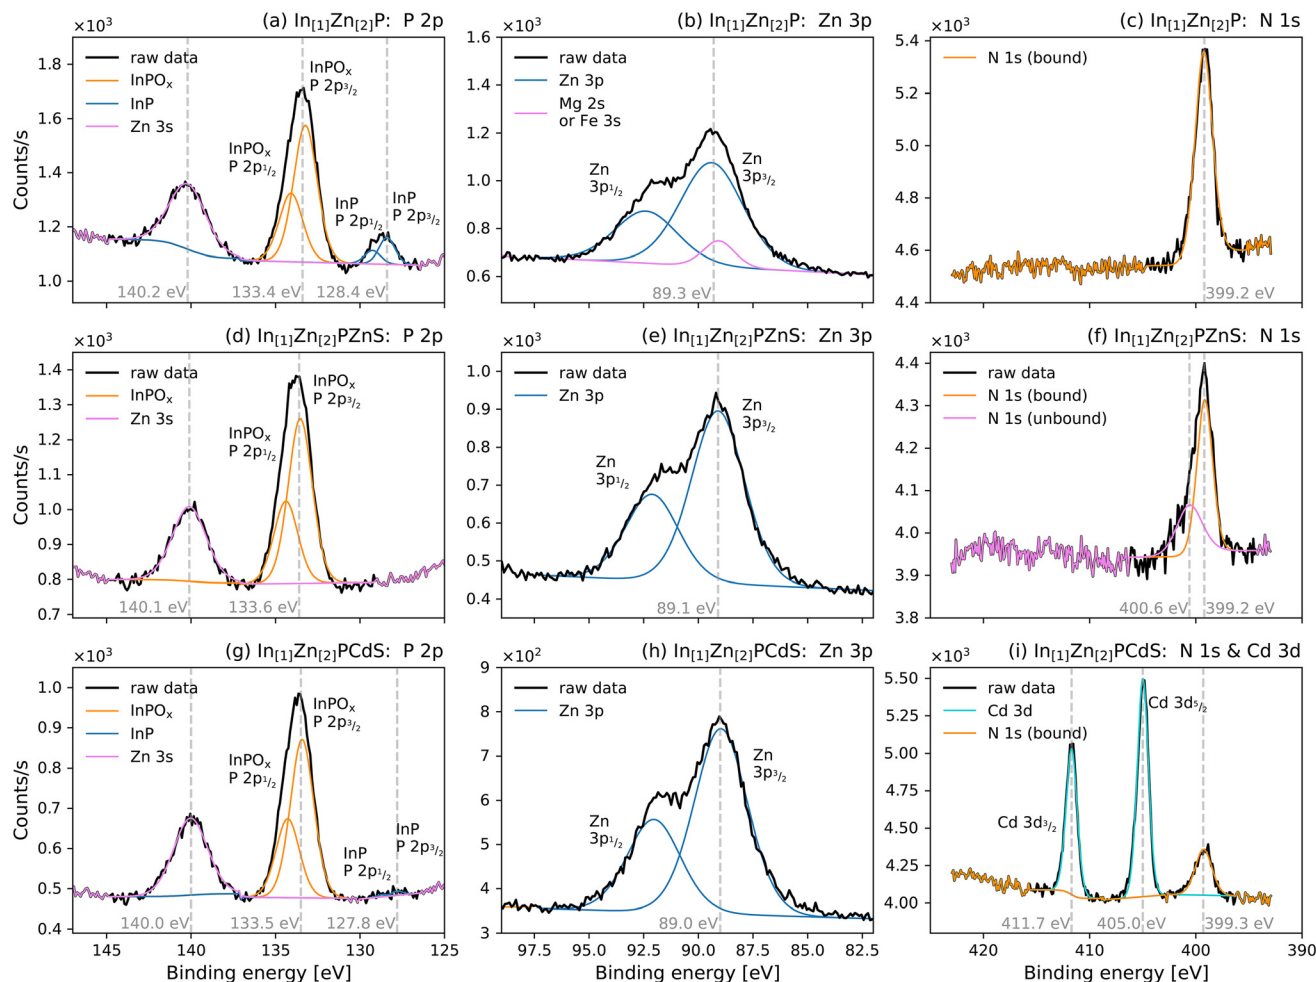 (a) In[1]Zn[2]P: P 2p
×10³
raw data
InPOₓ
InP
Zn 3s
InPOₓ
P 2p₃/₂
InPOₓ
P 2p₁/₂
InP
P 2p₁/₂
InP
P 2p₃/₂
140.2 eV
133.4 eV
128.4 eV
1.8
1.6
1.4
1.2
1.0
Counts/s
(b) In[1]Zn[2]P: Zn 3p
×10³
raw data
Zn 3p
Mg 2s
or Fe 3s
Zn
3p₁/₂
Zn
3p₃/₂
89.3 eV
1.6
1.4
1.2
1.0
0.8
0.6
(c) In[1]Zn[2]P: N 1s
×10³
N 1s (bound)
399.2 eV
5.4
5.2
5.0
4.8
4.6
4.4
(d) In[1]Zn[2]PZnS: P 2p
×10³
raw data
InPOₓ
Zn 3s
InPOₓ
P 2p₃/₂
InPOₓ
P 2p₁/₂
140.1 eV
133.6 eV
1.4
1.3
1.2
1.1
1.0
0.9
0.8
0.7
Counts/s
(e) In[1]Zn[2]PZnS: Zn 3p
×10³
raw data
Zn 3p
Zn
3p₁/₂
Zn
3p₃/₂
89.1 eV
1.0
0.9
0.8
0.7
0.6
0.5
0.4
(f) In[1]Zn[2]PZnS: N 1s
×10³
raw data
N 1s (bound)
N 1s (unbound)
400.6 eV
399.2 eV
4.4
4.3
4.2
4.1
4.0
3.9
3.8
(g) In[1]Zn[2]PCdS: P 2p
×10³
raw data
InPOₓ
InP
Zn 3s
InPOₓ
P 2p₃/₂
InPOₓ
P 2p₁/₂
InP
P 2p₁/₂
InP
P 2p₃/₂
140.0 eV
133.5 eV
127.8 eV
1.0
0.9
0.8
0.7
0.6
0.5
0.4
Counts/s
145
140
135
130
125
Binding energy [eV]
(h) In[1]Zn[2]PCdS: Zn 3p
×10²
raw data
Zn 3p
Zn
3p₁/₂
Zn
3p₃/₂
89.0 eV
9
8
7
6
5
4
3
97.5
95.0
92.5
90.0
87.5
85.0
82.5
Binding energy [eV]
(i) In[1]Zn[2]PCdS: N 1s & Cd 3d
×10³
raw data
Cd 3d
N 1s (bound)
Cd 3d₅/₂
Cd 3d₃/₂
411.7 eV
405.0 eV
399.3 eV
5.50
5.25
5.00
4.75
4.50
4.25
4.00
420
410
400
390
Binding energy [eV]